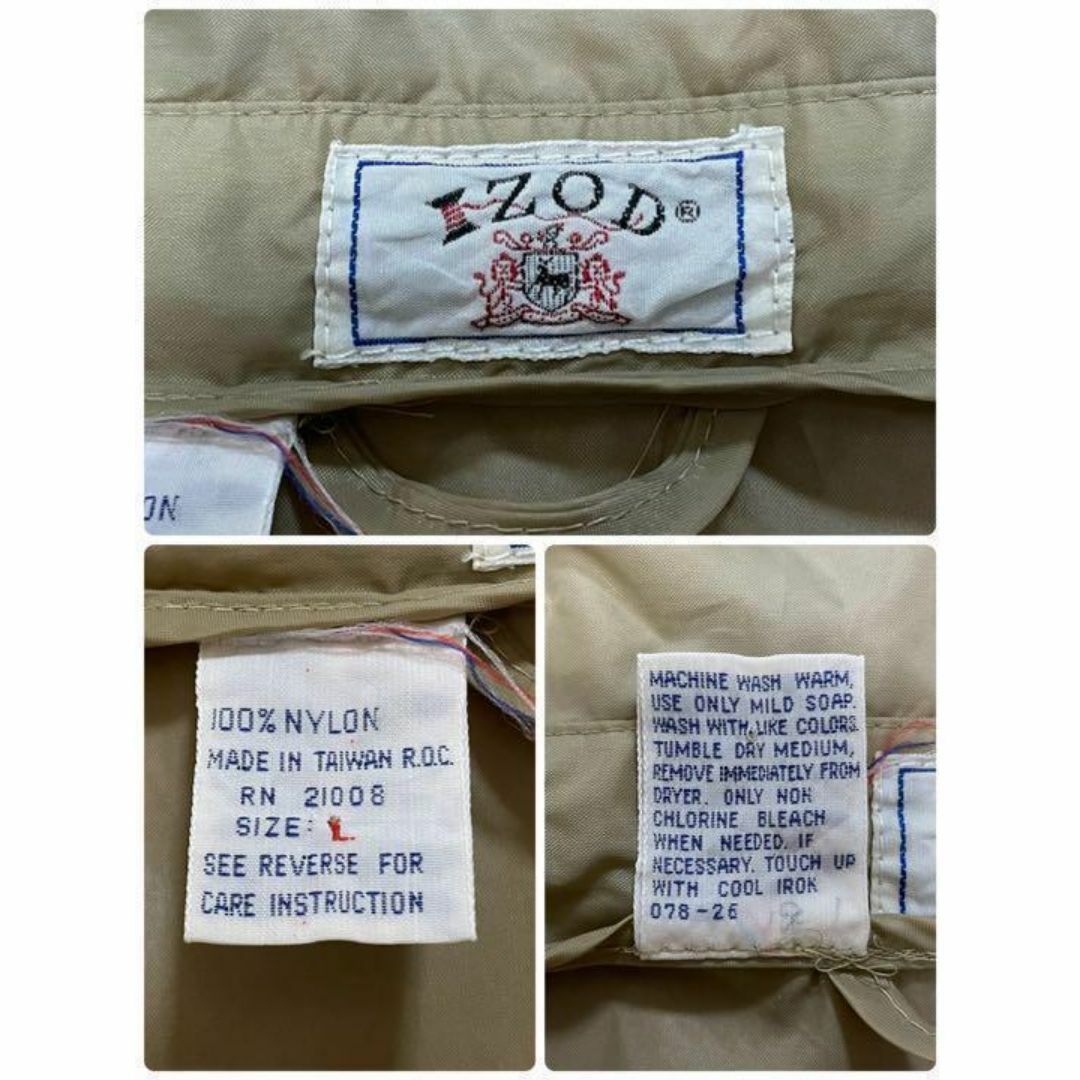 IZOD®
ON
100% NYLON
MADE IN TAIWAN R.O.C.
RN 21008
SIZE: L.
SEE REVERSE FOR
CARE INSTRUCTION
MACHINE WASH WARM,
USE ONLY MILD SOAP.
WASH WITH LIKE COLORS.
TUMBLE DRY MEDIUM,
REMOVE IMMEDIATELY FROM
DRYER. ONLY NON
CHLORINE BLEACH
WHEN NEEDED. IF
NECESSARY. TOUCH UP
WITH COOL IRON
078-26